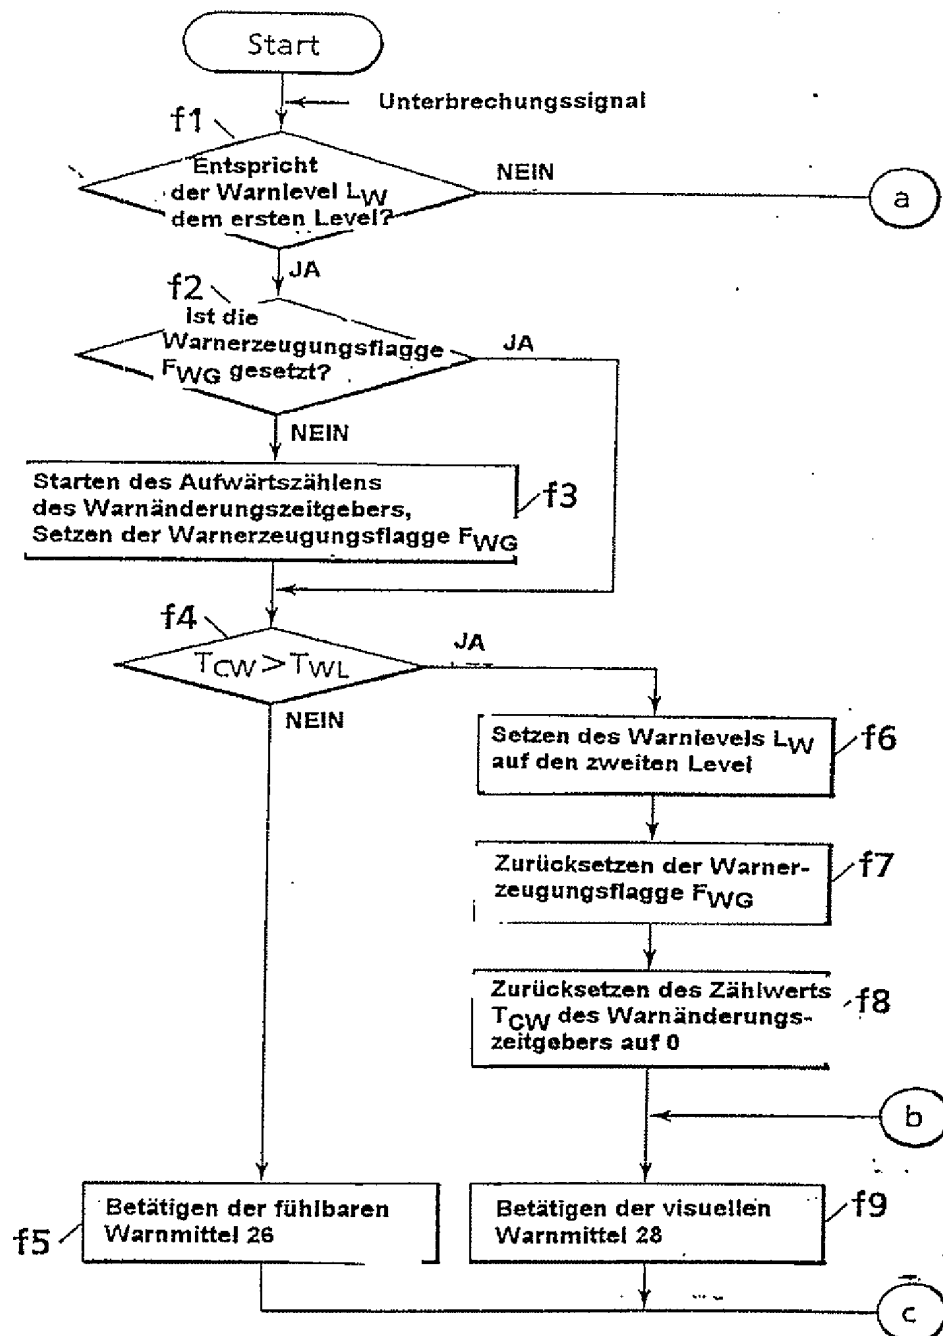 Start
Unterbrechungssignal
f1
Entspricht
der Warnlevel LW
dem ersten Level?
NEIN
a
JA
f2
Ist die
Warnerzeugungsflagge
FWG gesetzt?
JA
NEIN
Starten des Aufwärtszählens
des Warnänderungszeitgebers,
Setzen der Warnerzeugungsflagge FWG
f3
f4
TCW > TWL
JA
NEIN
Setzen des Warnlevels LW
auf den zweiten Level
f6
Zurücksetzen der Warner-
zeugungsflagge FWG
f7
Zurücksetzen des Zählwerts
TCW des Warnänderungs-
zeitgebers auf 0
f8
b
Betätigen der fühlbaren
Warnmittel 26
f5
Betätigen der visuellen
Warnmittel 28
f9
c